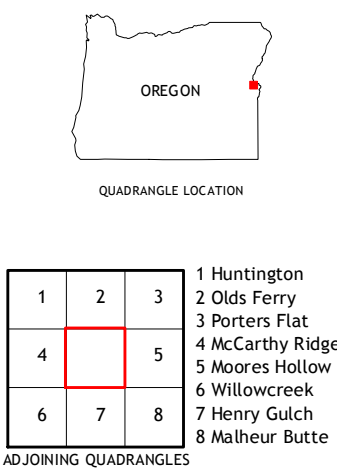 OREGON
QUADRANGLE LOCATION
1 2 3
4 5
6 7 8
1 Huntington
2 Olds Ferry
3 Porters Flat
4 McCarthy Ridge
5 Moores Hollow
6 Willowcreek
7 Henry Gulch
8 Malheur Butte
ADJOINING QUADRANGLES